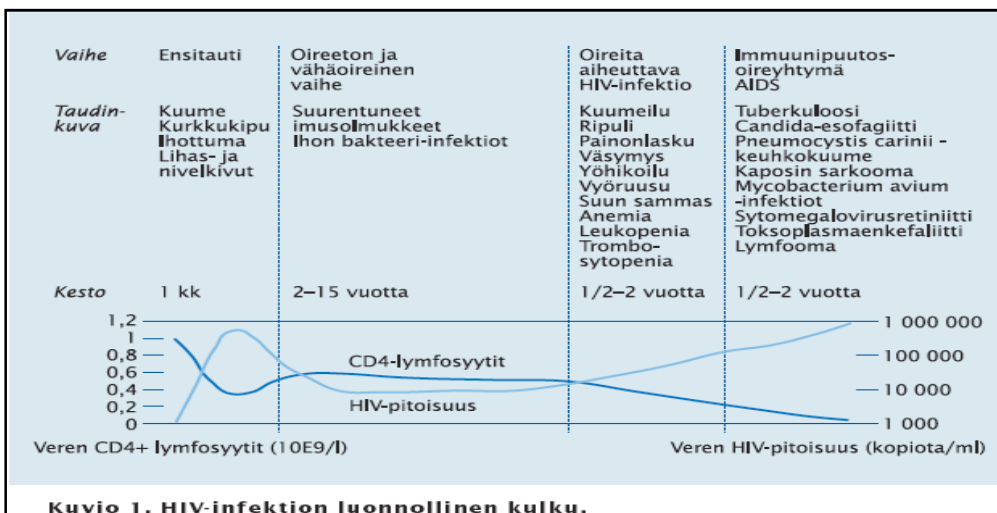 Vaihe Ensitauti Oireeton ja Oireita Immuunipuutos-
vähäoireinen aiheuttava oireyhtymä
vaihe HIV-infektio AIDS
Taudin- Kuume Suurentuneet Kuumeilu Tuberkuloosi
kuva Kurkkukipu imusolmukkeet Ripuli Candida-esofagiitti
Ihottuma Ihon bakteeri-infektiot Painonlasku Pneumocystis carinii -
Lihas- ja Väsymys -keuhkokuume
nivelkivut Yöhikoilu Kaposin sarkooma
Vyöruusu Mycobacterium avium
Suun sammas -infektiot
Anemia Sytomegalovirusretiniitti
Leukopenia Toksoplasmaenkefaliitti
Trombo- Lymfooma
sytopenia
Kesto 1 kk 2–15 vuotta 1/2–2 vuotta 1/2–2 vuotta
1,2 1 000 000
1
0,8 CD4-lymfosyytit 100 000
0,6
0,4 HIV-pitoisuus 10 000
0,2
0 1 000
Veren CD4+ lymfosyytit (10E9/l) Veren HIV-pitoisuus (kopiota/ml)
Kuvio 1. HIV-infektion luonnollinen kulku.